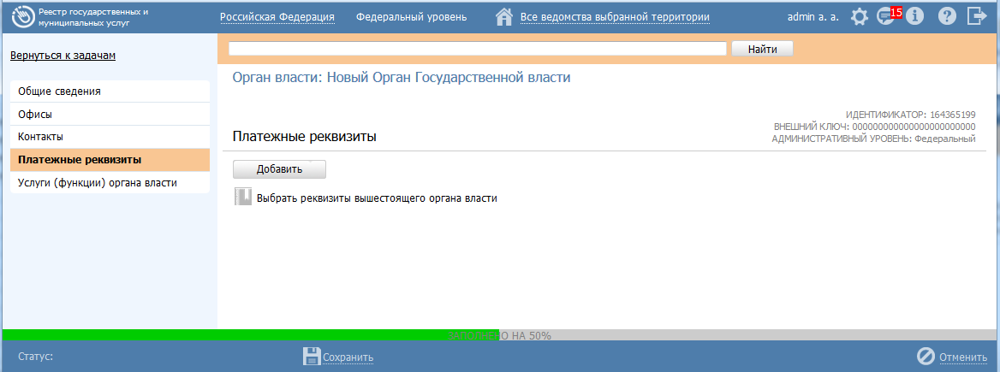 Реестр государственных и
муниципальных услуг
Российская Федерация Федеральный уровень Все ведомства выбранной территории admin a. a. 15
Вернуться к задачам
Найти
Общие сведения
Офисы
Контакты
Платежные реквизиты
Услуги (функции) органа власти
Орган власти: Новый Орган Государственной власти
ИДЕНТИФИКАТОР: 164365199
ВНЕШНИЙ КЛЮЧ: 0000000000000000000000000
АДМИНИСТРАТИВНЫЙ УРОВЕНЬ: Федеральный
Платежные реквизиты
Добавить
Выбрать реквизиты вышестоящего органа власти
ЗАПОЛНЕНО НА 50%
Статус: Сохранить Отменить